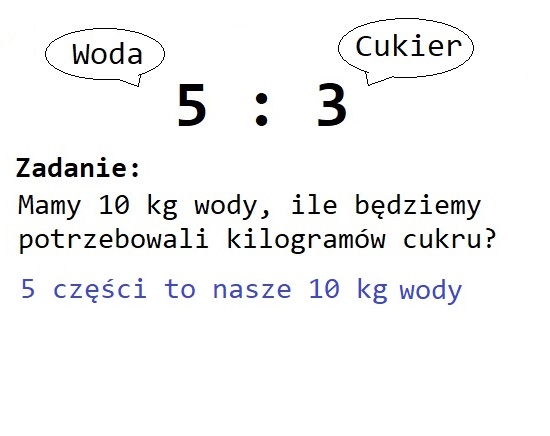 Woda
Cukier
5 : 3
Zadanie:
Mamy 10 kg wody, ile będziemy
potrzebowali kilogramów cukru?
5 części to nasze 10 kg wody